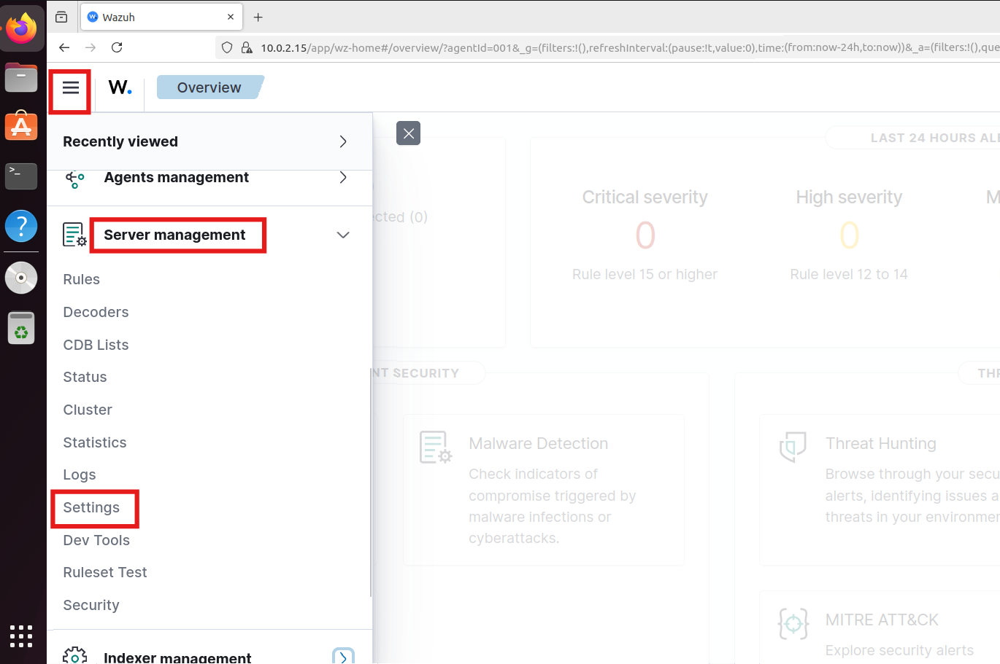 Wazuh
10.0.2.15/app/wz-home#/overview/?agentId=001&_g=(filters:!(),refreshInterval:(pause:!t,value:0),time:(from:now-24h,to:now))&_a=(filters:!(),que
W.
Overview
Recently viewed
Agents management
Server management
Rules
Decoders
CDB Lists
Status
Cluster
Statistics
Logs
Settings
Dev Tools
Ruleset Test
Security
Indexer management
ected (0)
LAST 24 HOURS AL
Critical severity
0
Rule level 15 or higher
High severity
0
Rule level 12 to 14
M
NT SECURITY
Malware Detection
Check indicators of
compromise triggered by
malware infections or
cyberattacks.
TH
Threat Hunting
Browse through your secu
alerts, identifying issues a
threats in your environmer
MITRE ATT&CK
Explore security alerts